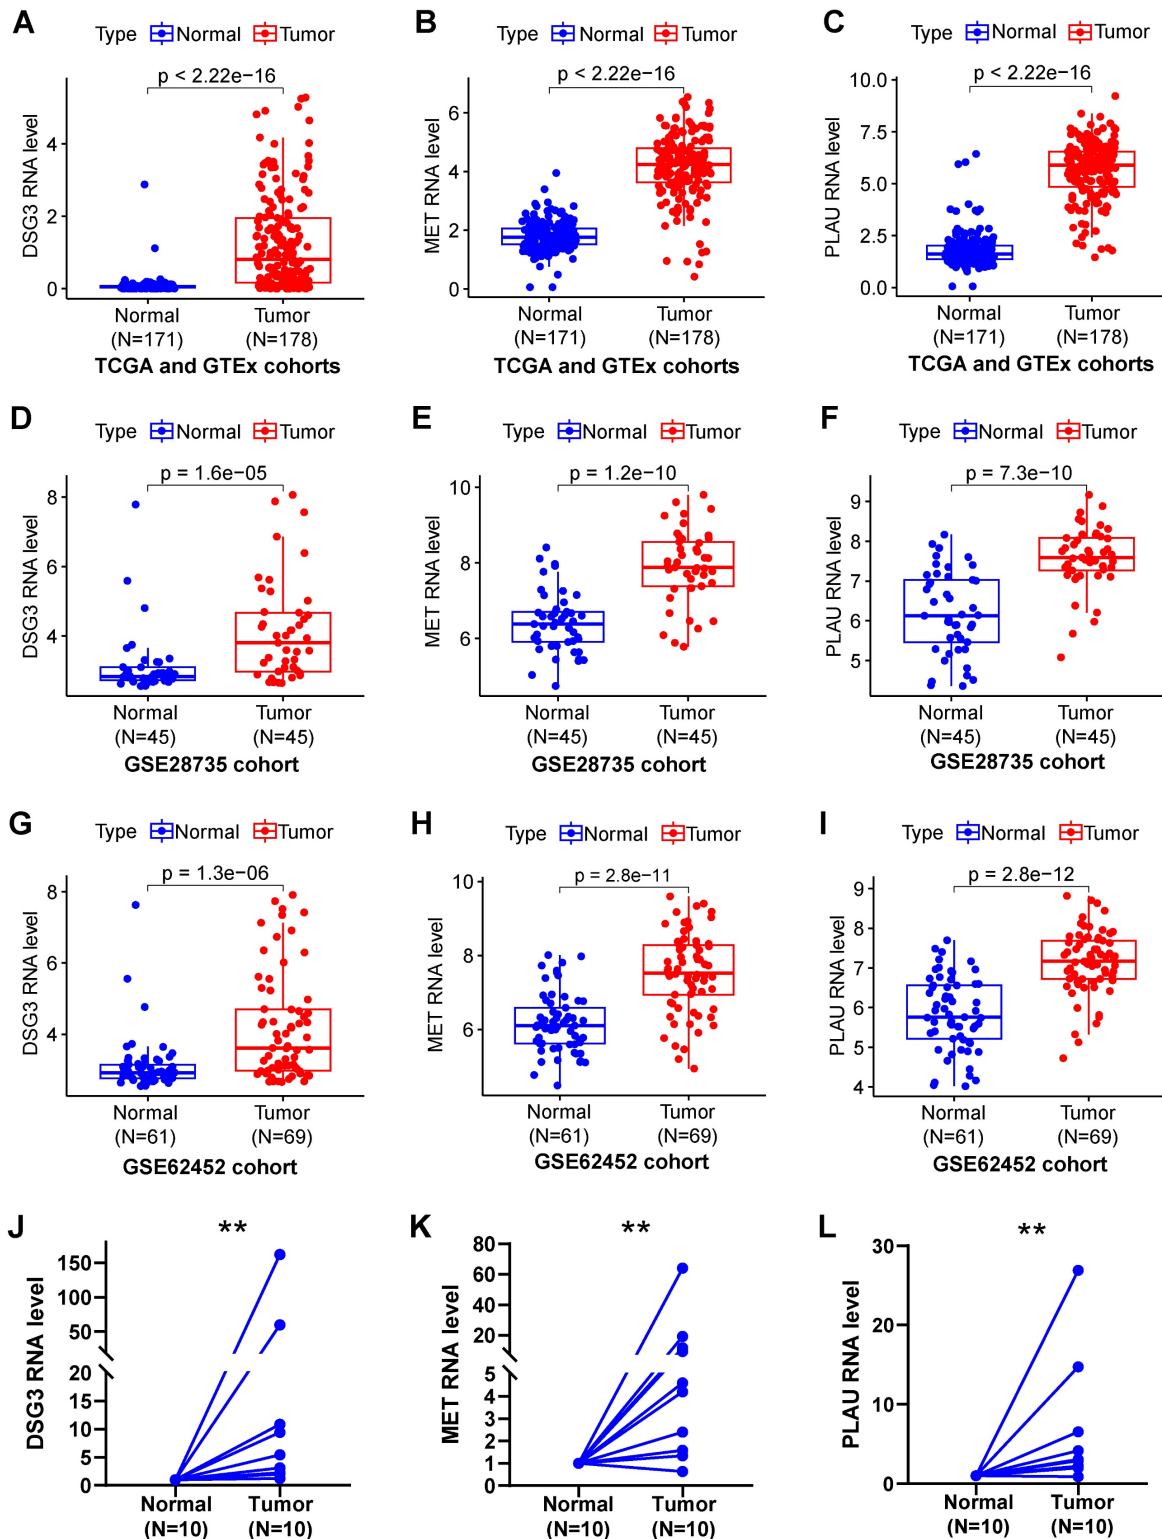 A
Type Normal Tumor
p < 2.22e−16
DSG3 RNA level
4
2
0
Normal Tumor
(N=171) (N=178)
TCGA and GTEx cohorts
B
Type Normal Tumor
p < 2.22e−16
MET RNA level
6
4
2
0
Normal Tumor
(N=171) (N=178)
TCGA and GTEx cohorts
C
Type Normal Tumor
p < 2.22e−16
PLAU RNA level
10.0
7.5
5.0
2.5
0.0
Normal Tumor
(N=171) (N=178)
TCGA and GTEx cohorts
D
Type Normal Tumor
p = 1.6e−05
DSG3 RNA level
8
6
4
Normal Tumor
(N=45) (N=45)
GSE28735 cohort
E
Type Normal Tumor
p = 1.2e−10
MET RNA level
10
8
6
Normal Tumor
(N=45) (N=45)
GSE28735 cohort
F
Type Normal Tumor
p = 7.3e−10
PLAU RNA level
9
8
7
6
5
Normal Tumor
(N=45) (N=45)
GSE28735 cohort
G
Type Normal Tumor
p = 1.3e−06
DSG3 RNA level
8
6
4
Normal Tumor
(N=61) (N=69)
GSE62452 cohort
H
Type Normal Tumor
p = 2.8e−11
MET RNA level
10
8
6
Normal Tumor
(N=61) (N=69)
GSE62452 cohort
I
Type Normal Tumor
p = 2.8e−12
PLAU RNA level
9
8
7
6
5
4
Normal Tumor
(N=61) (N=69)
GSE62452 cohort
J
**
DSG3 RNA level
150
100
50
20
15
10
5
0
Normal Tumor
(N=10) (N=10)
K
**
MET RNA level
80
60
40
20
5
4
3
2
1
0
Normal Tumor
(N=10) (N=10)
L
**
PLAU RNA level
30
20
10
0
Normal Tumor
(N=10) (N=10)